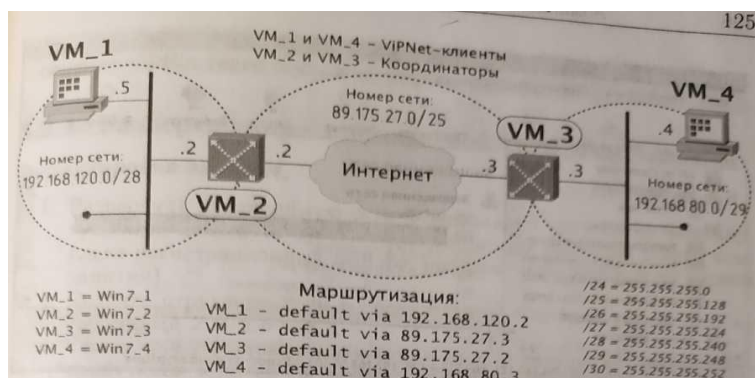 125
VM_1 и VM_4 – ViPNet-клиенты
VM_2 и VM_3 – Координаторы
VM_1
.5
Номер сети:
192.168.120.0/28
.2
VM_2
.2
Номер сети:
89.175.27.0/25
Интернет
.3
VM_3
.3
VM_4
.4
Номер сети:
192.168.80.0/29
VM_1 = Win7_1
VM_2 = Win7_2
VM_3 = Win7_3
VM_4 = Win7_4
Маршрутизация:
VM_1 - default via 192.168.120.2
VM_2 - default via 89.175.27.3
VM_3 - default via 89.175.27.2
VM_4 - default via 192.168.80.3
/24 = 255.255.255.0
/25 = 255.255.255.128
/26 = 255.255.255.192
/27 = 255.255.255.224
/28 = 255.255.255.240
/29 = 255.255.255.248
/30 = 255.255.255.252